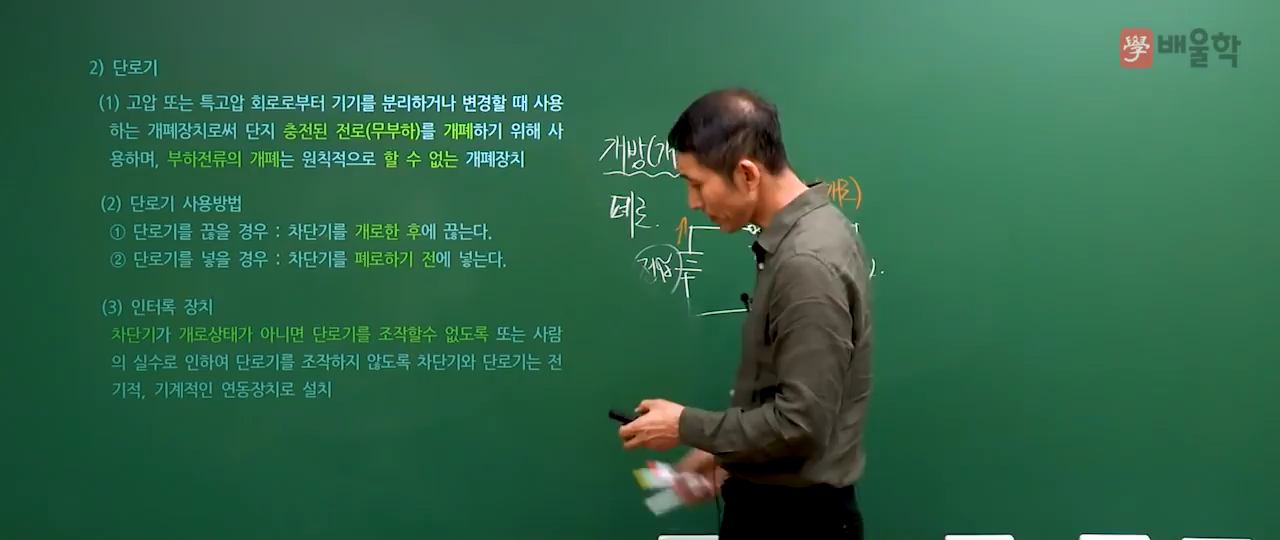 2) 단로기
(1) 고압 또는 특고압 회로로부터 기기를 분리하거나 변경할 때 사용
하는 개폐장치로써 단지 충전된 전로(무부하)를 개폐하기 위해 사
용하며, 부하전류의 개폐는 원칙적으로 할 수 없는 개폐장치
(2) 단로기 사용방법
① 단로기를 끊을 경우 : 차단기를 개로한 후에 끊는다.
② 단로기를 넣을 경우 : 차단기를 폐로하기 전에 넣는다.
(3) 인터록 장치
차단기가 개로상태가 아니면 단로기를 조작할수 없도록 또는 사람
의 실수로 인하여 단로기를 조작하지 않도록 차단기와 단로기는 전
기적, 기계적인 연동장치로 설치
개방(개
폐로.
전압
學 배울학